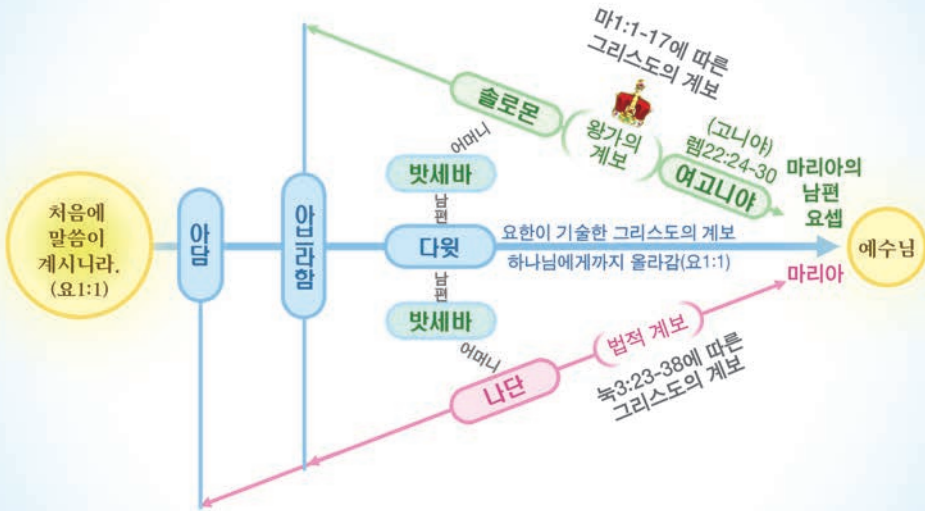 마1:1-17에 따른
그리스도의 계보
솔로몬
왕가의
계보
(고니야)
렘22:24-30
여고니야
마리아의
남편
요셉
어머니
밧세바
남편
처음에
말씀이
계시니라.
(요1:1)
아담
아브라함
다윗
요한이 기술한 그리스도의 계보
하나님에게까지 올라감(요1:1)
예수님
남편
밧세바
어머니
나단
법적 계보
마리아
눅3:23-38에 따른
그리스도의 계보